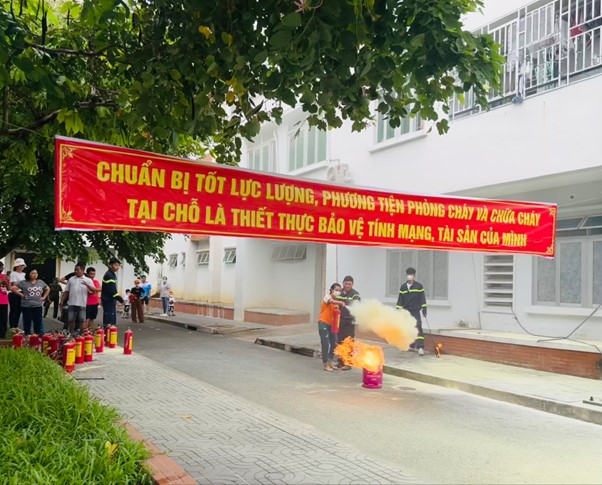 CHUẨN BỊ TỐT LỰC LƯỢNG, PHƯƠNG TIỆN PHÒNG CHÁY VÀ CHỮA CHÁY
TẠI CHỖ LÀ THIẾT THỰC BẢO VỆ TÍNH MẠNG, TÀI SẢN CỦA MÌNH